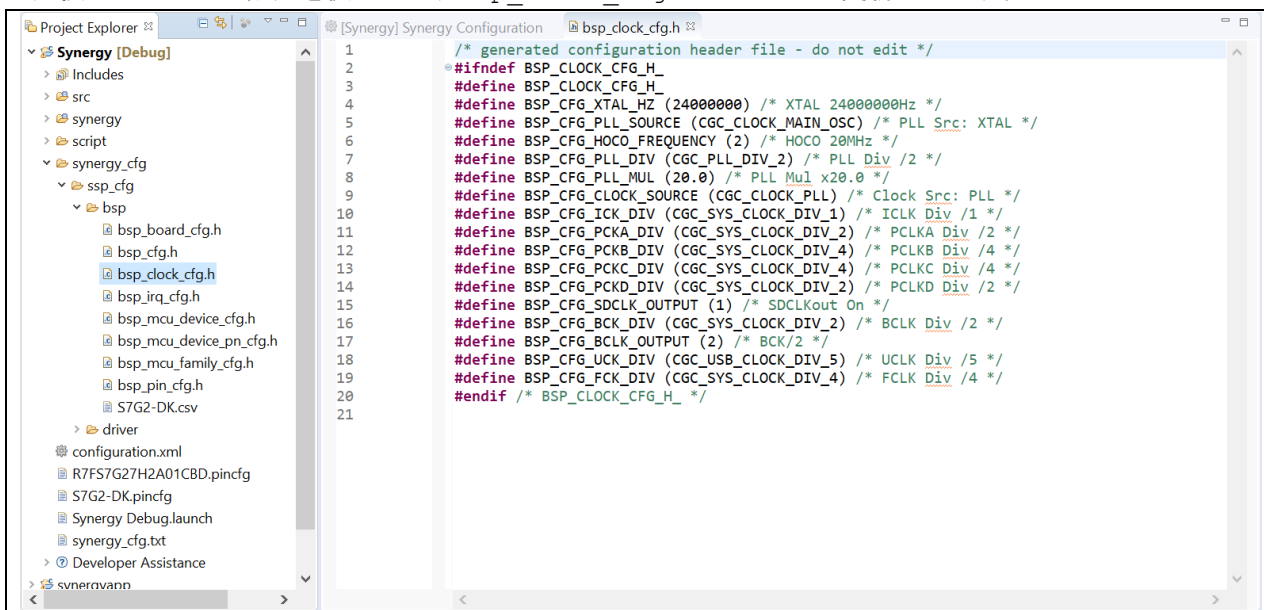 Project Explorer
Synergy [Debug]
Includes
src
synergy
script
synergy_cfg
ssp_cfg
bsp
bsp_board_cfg.h
bsp_cfg.h
bsp_clock_cfg.h
bsp_irq_cfg.h
bsp_mcu_device_cfg.h
bsp_mcu_device_pn_cfg.h
bsp_mcu_family_cfg.h
bsp_pin_cfg.h
S7G2-DK.csv
driver
configuration.xml
R7FS7G27H2A01CBD.pincfg
S7G2-DK.pincfg
Synergy Debug.launch
synergy_cfg.txt
Developer Assistance
synergyapp
[Synergy] Synergy Configuration
bsp_clock_cfg.h
1 /* generated configuration header file - do not edit */
2 #ifndef BSP_CLOCK_CFG_H_
3 #define BSP_CLOCK_CFG_H_
4 #define BSP_CFG_XTAL_HZ (24000000) /* XTAL 24000000Hz */
5 #define BSP_CFG_PLL_SOURCE (CGC_CLOCK_MAIN_OSC) /* PLL Src: XTAL */
6 #define BSP_CFG_HOCO_FREQUENCY (2) /* HOCO 20MHz */
7 #define BSP_CFG_PLL_DIV (CGC_PLL_DIV_2) /* PLL Div /2 */
8 #define BSP_CFG_PLL_MUL (20.0) /* PLL Mul x20.0 */
9 #define BSP_CFG_CLOCK_SOURCE (CGC_CLOCK_PLL) /* Clock Src: PLL */
10 #define BSP_CFG_ICK_DIV (CGC_SYS_CLOCK_DIV_1) /* ICLK Div /1 */
11 #define BSP_CFG_PCKA_DIV (CGC_SYS_CLOCK_DIV_2) /* PCLKA Div /2 */
12 #define BSP_CFG_PCKB_DIV (CGC_SYS_CLOCK_DIV_4) /* PCLKB Div /4 */
13 #define BSP_CFG_PCKC_DIV (CGC_SYS_CLOCK_DIV_4) /* PCLKC Div /4 */
14 #define BSP_CFG_PCKD_DIV (CGC_SYS_CLOCK_DIV_2) /* PCLKD Div /2 */
15 #define BSP_CFG_SDCLK_OUTPUT (1) /* SDCLKout On */
16 #define BSP_CFG_BCK_DIV (CGC_SYS_CLOCK_DIV_2) /* BCLK Div /2 */
17 #define BSP_CFG_BCLK_OUTPUT (2) /* BCK/2 */
18 #define BSP_CFG_UCK_DIV (CGC_USB_CLOCK_DIV_5) /* UCLK Div /5 */
19 #define BSP_CFG_FCK_DIV (CGC_SYS_CLOCK_DIV_4) /* FCLK Div /4 */
20 #endif /* BSP_CLOCK_CFG_H_ */
21